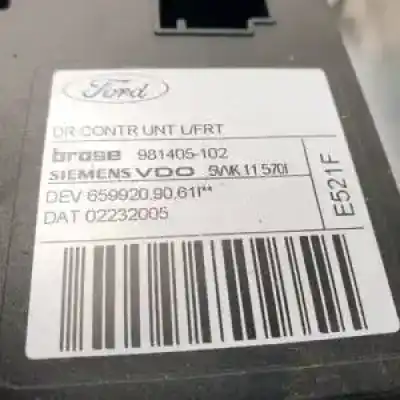 Ford
DR CONTR UNT L/FRT
brose 981405-102
SIEMENS VDO 5WK 11 570I
DEV 659920.90.61I**
DAT 02232005
E521F